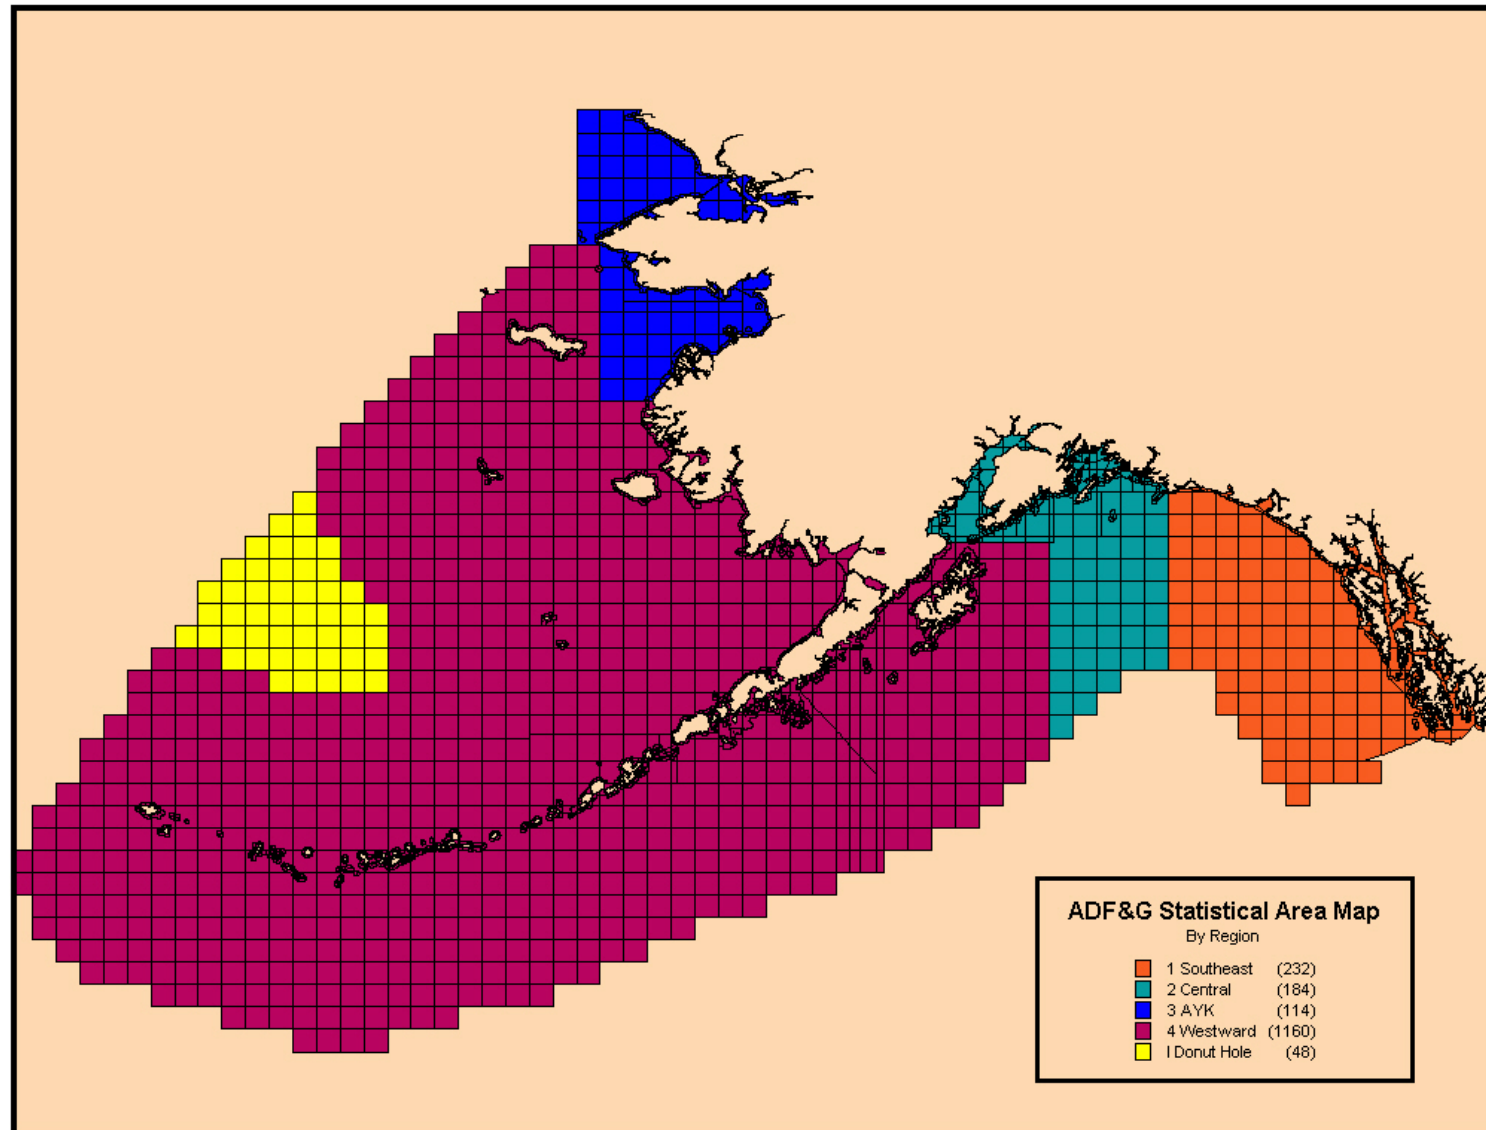 ADF&G Statistical Area Map
By Region
1 Southeast (232)
2 Central (184)
3 AYK (114)
4 Westward (1160)
I Donut Hole (48)